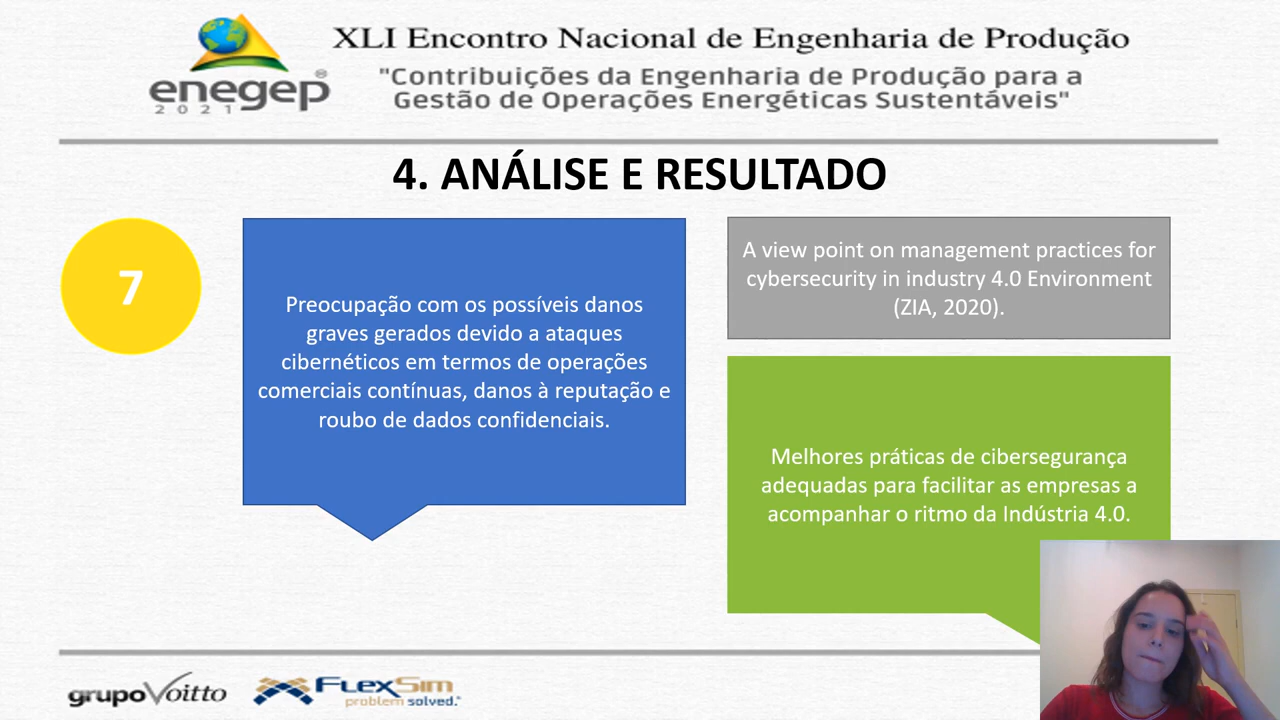 enegep®
2021
XLI Encontro Nacional de Engenharia de Produção
"Contribuições da Engenharia de Produção para a
Gestão de Operações Energéticas Sustentáveis"
4. ANÁLISE E RESULTADO
7
Preocupação com os possíveis danos
graves gerados devido a ataques
cibernéticos em termos de operações
comerciais contínuas, danos à reputação e
roubo de dados confidenciais.
A view point on management practices for
cybersecurity in industry 4.0 Environment
(ZIA, 2020).
Melhores práticas de cibersegurança
adequadas para facilitar as empresas a
acompanhar o ritmo da Indústria 4.0.
grupoVoitto
FlexSim
problem solved.